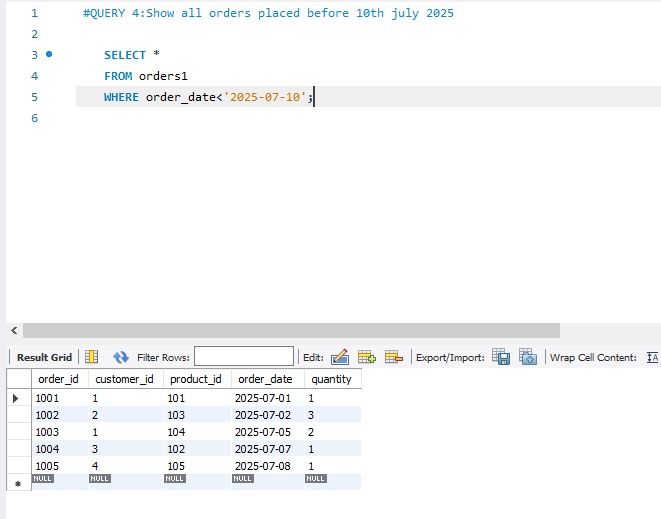 1 #QUERY 4:Show all orders placed before 10th july 2025
2
3 SELECT *
4 FROM orders1
5 WHERE order_date<'2025-07-10';
6
Result Grid Filter Rows: Edit: Export/Import: Wrap Cell Content: IA
order_id customer_id product_id order_date quantity
1001 1 101 2025-07-01 1
1002 2 103 2025-07-02 3
1003 1 104 2025-07-05 2
1004 3 102 2025-07-07 1
1005 4 105 2025-07-08 1
NULL NULL NULL NULL NULL